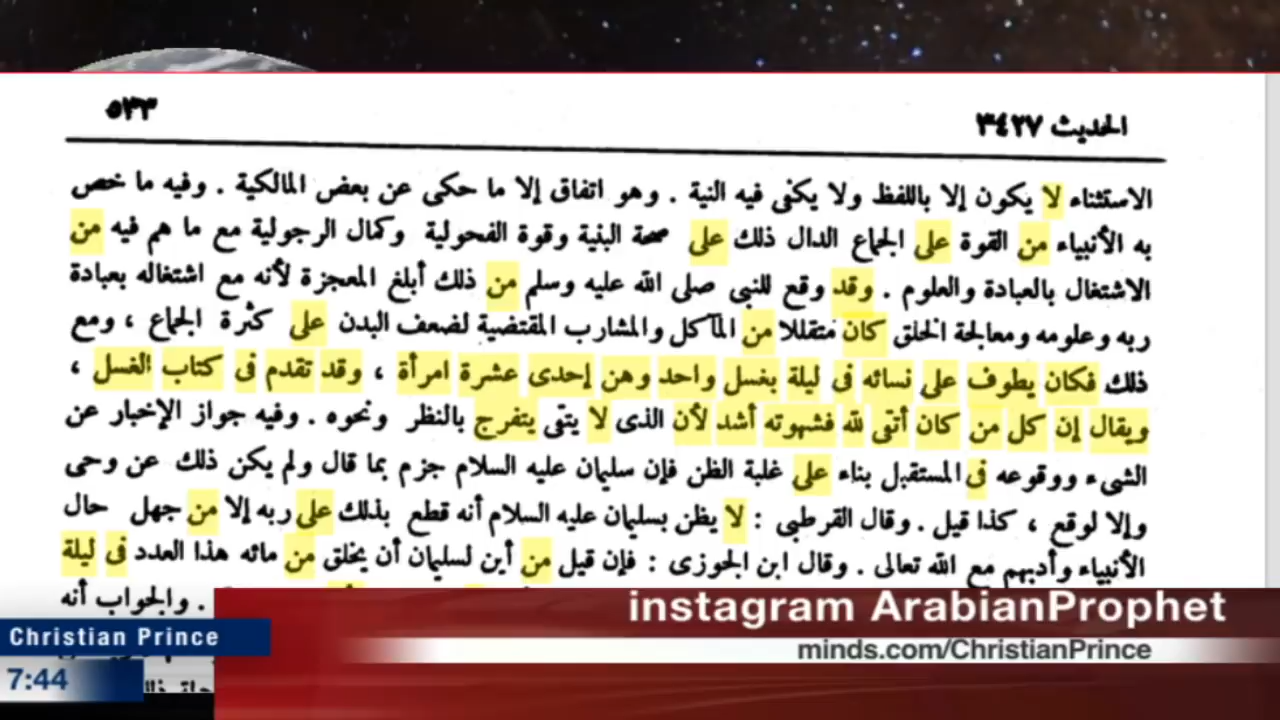 الحديث ٣٤٢٧
٥٣٣
الاستثناء لا يكون إلا باللفظ ولا يكفى فيه النية . وهو اتفاق إلا ما حكى عن بعض المالكية . وفيه ما خص
به الأنبياء من القوة على الجماع الدال ذلك على صحة البنية وقوة الفحولية وكمال الرجولية مع ما هم فيه من
الاشتغال بالعبادة والعلوم . وقد وقع للنبى صلى الله عليه وسلم من ذلك أبلغ المعجزة لأنه مع اشتغاله بعبادة
ربه وعلومه ومعالجة الخلق كان متقللا من المآكل والمشارب المقتضية لضعف البدن على كثرة الجماع ، ومع
ذلك فكان يطوف على نسائه فى ليلة بغسل واحد وهن إحدى عشرة امرأة ، وقد تقدم فى كتاب الغسل ،
ويقال إن كل من كان أتقى لله فشهوته أشد لأن الذى لا يتقى يتفرج بالنظر ونحوه . وفيه جواز الإخبار عن
الشىء ووقوعه فى المستقبل بناء على غلبة الظن فإن سليمان عليه السلام جزم بما قال ولم يكن ذلك عن وحى
وإلا لوقع ، كذا قيل . وقال القرطبى : لا يظن بسليمان عليه السلام أنه قطع بذلك على ربه إلا من جهل حال
الأنبياء وأدبهم مع الله تعالى . وقال ابن الجوزى : فإن قيل من أين لسليمان أن يخلق من مائه هذا العدد فى ليلة
. والجواب أنه
instagram ArabianProphet
Christian Prince
minds.com/ChristianPrince
7:44